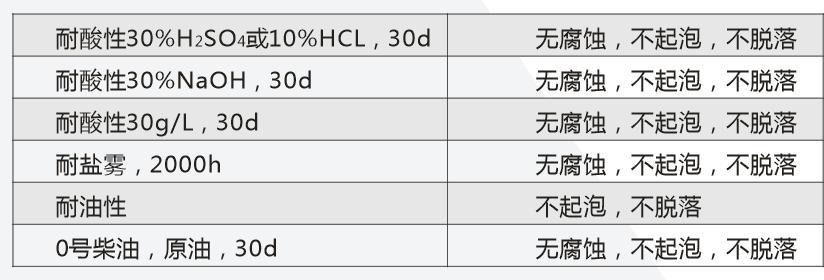 耐酸性30%H₂SO₄或10%HCL，30d 无腐蚀，不起泡，不脱落
耐酸性30%NaOH，30d 无腐蚀，不起泡，不脱落
耐酸性30g/L，30d 无腐蚀，不起泡，不脱落
耐盐雾，2000h 无腐蚀，不起泡，不脱落
耐油性 不起泡，不脱落
0号柴油，原油，30d 无腐蚀，不起泡，不脱落